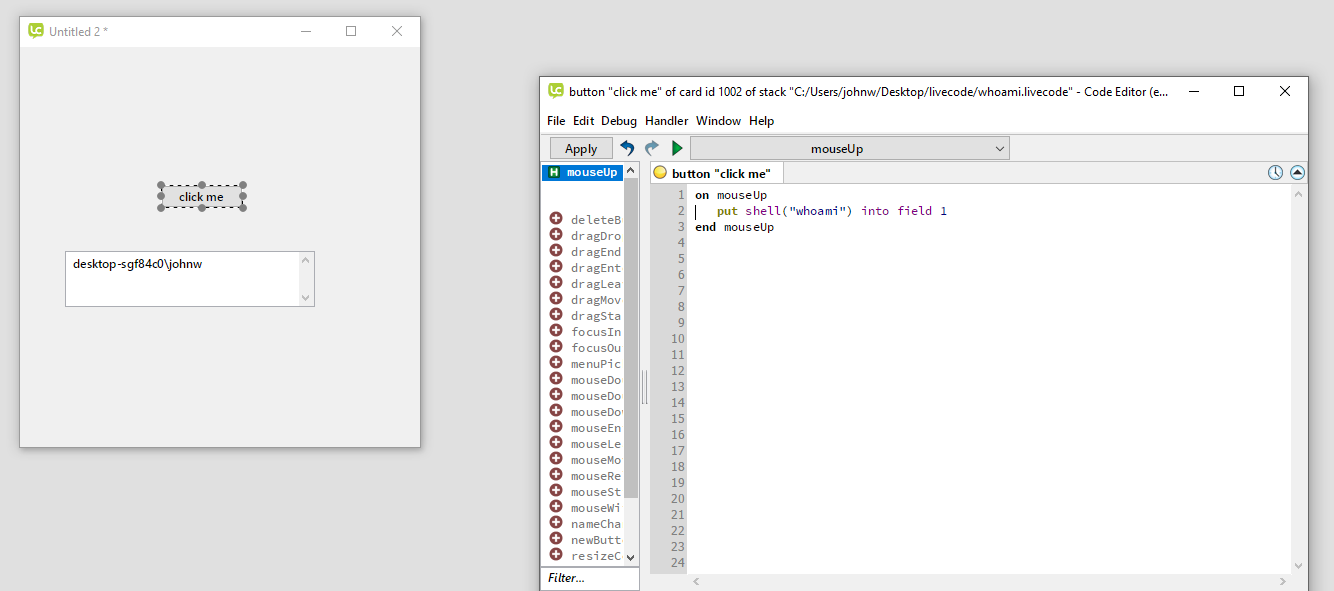 Untitled 2 *
click me
desktop-sgf84c0\johnw
button "click me" of card id 1002 of stack "C:/Users/johnw/Desktop/livecode/whoami.livecode" - Code Editor (e...
File Edit Debug Handler Window Help
Apply
mouseUp
H mouseUp
deleteB
dragDro
dragEnd
dragEnt
dragLea
dragMov
dragSta
focusIn
focusOu
menuPic
mouseDo
mouseDo
mouseDov
mouseEn
mouseLe
mouseMo
mouseRe
mouseSt
mouseWi
nameCha
newButt
resizeC
Filter...
button "click me"
1 on mouseUp
2 put shell("whoami") into field 1
3 end mouseUp
4
5
6
7
8
9
10
11
12
13
14
15
16
17
18
19
20
21
22
23
24